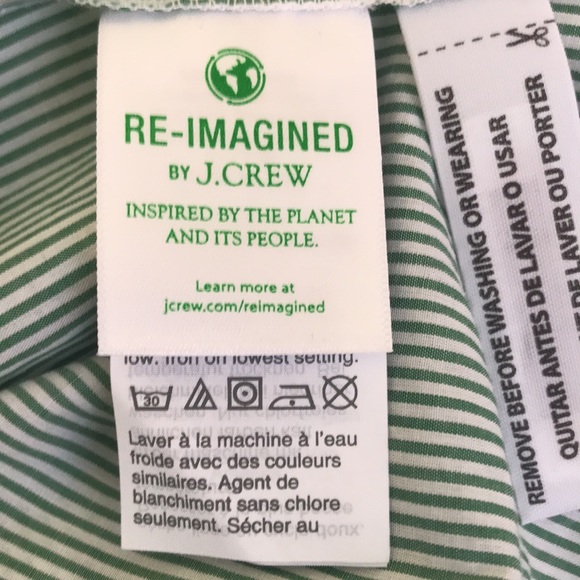 RE-IMAGINED
BY J.CREW
INSPIRED BY THE PLANET
AND ITS PEOPLE.
Learn more at
jcrew.com/reimagined
low. Iron on lowest setting.
30
Laver à la machine à l'eau
froide avec des couleurs
similaires. Agent de
blanchiment sans chlore
seulement. Sécher au
REMOVE BEFORE WASHING OR WEARING
QUITAR ANTES DE LAVAR O USAR
DE LAVER OU PORTER